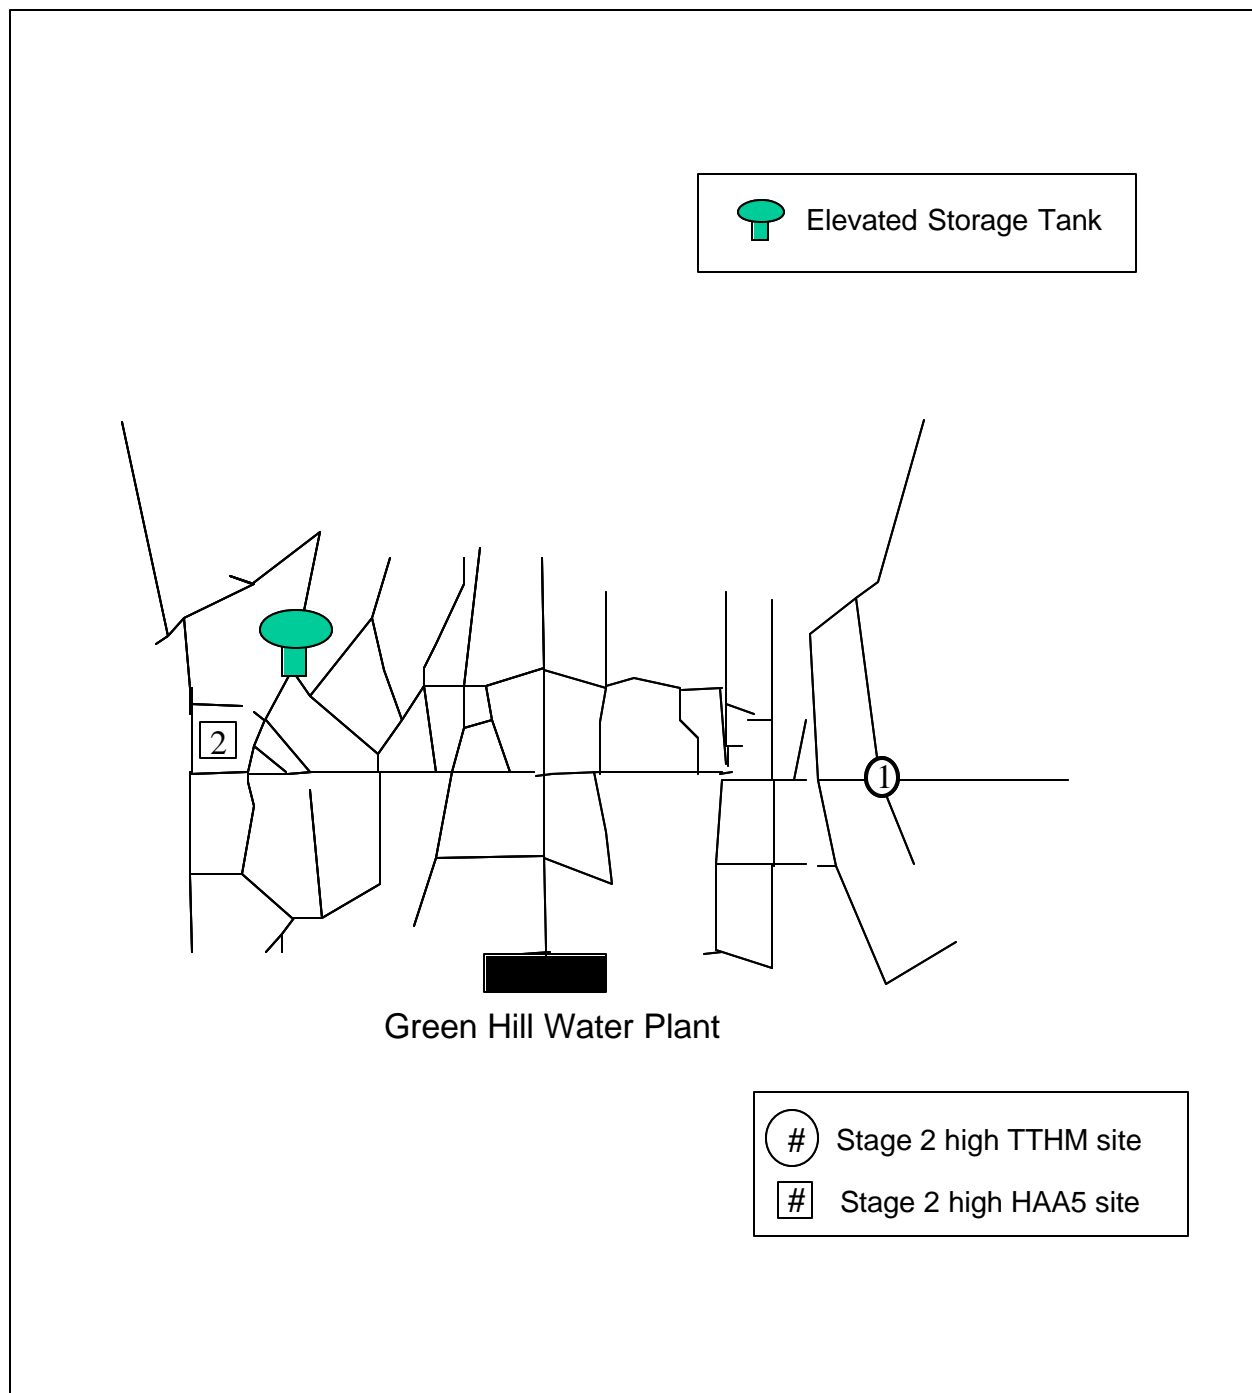 Elevated Storage Tank
2
1
Green Hill Water Plant
# Stage 2 high TTHM site
# Stage 2 high HAA5 site